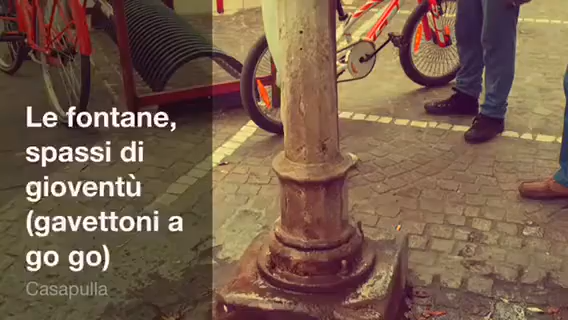 Le fontane,
spassi di
gioventù
(gavettoni a
go go)
Casapulla